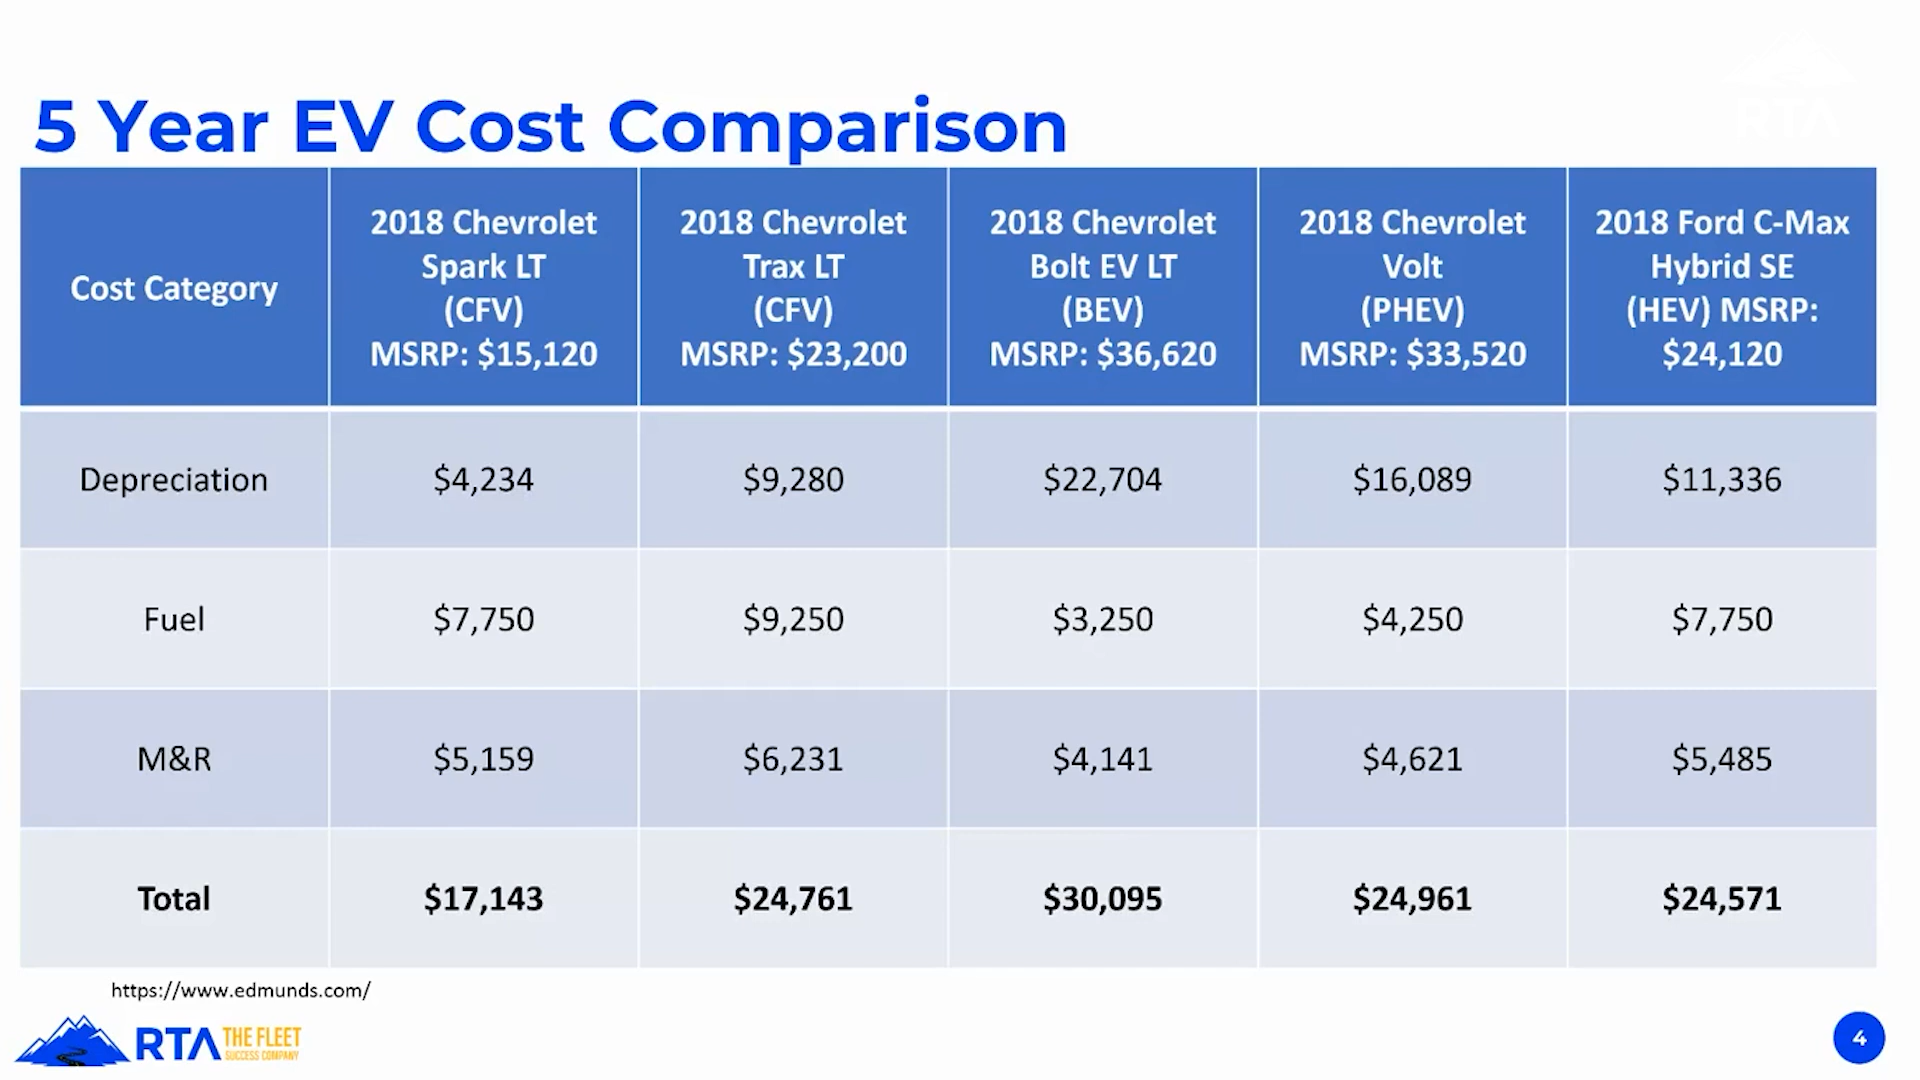 RTA
5 Year EV Cost Comparison
Cost Category
2018 Chevrolet
Spark LT
(CFV)
MSRP: $15,120
2018 Chevrolet
Trax LT
(CFV)
MSRP: $23,200
2018 Chevrolet
Bolt EV LT
(BEV)
MSRP: $36,620
2018 Chevrolet
Volt
(PHEV)
MSRP: $33,520
2018 Ford C-Max
Hybrid SE
(HEV) MSRP:
$24,120
Depreciation $4,234 $9,280 $22,704 $16,089 $11,336
Fuel $7,750 $9,250 $3,250 $4,250 $7,750
M&R $5,159 $6,231 $4,141 $4,621 $5,485
Total $17,143 $24,761 $30,095 $24,961 $24,571
https://www.edmunds.com/
RTA THE FLEET
SUCCESS COMPANY
4